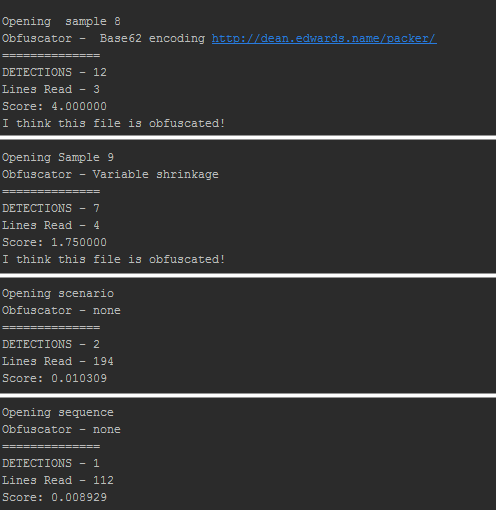 Opening  sample 8
Obfuscator -  Base62 encoding http://dean.edwards.name/packer/
==============
DETECTIONS - 12
Lines Read - 3
Score: 4.000000
I think this file is obfuscated!
Opening Sample 9
Obfuscator - Variable shrinkage
==============
DETECTIONS - 7
Lines Read - 4
Score: 1.750000
I think this file is obfuscated!
Opening scenario
Obfuscator - none
==============
DETECTIONS - 2
Lines Read - 194
Score: 0.010309
Opening sequence
Obfuscator - none
==============
DETECTIONS - 1
Lines Read - 112
Score: 0.008929